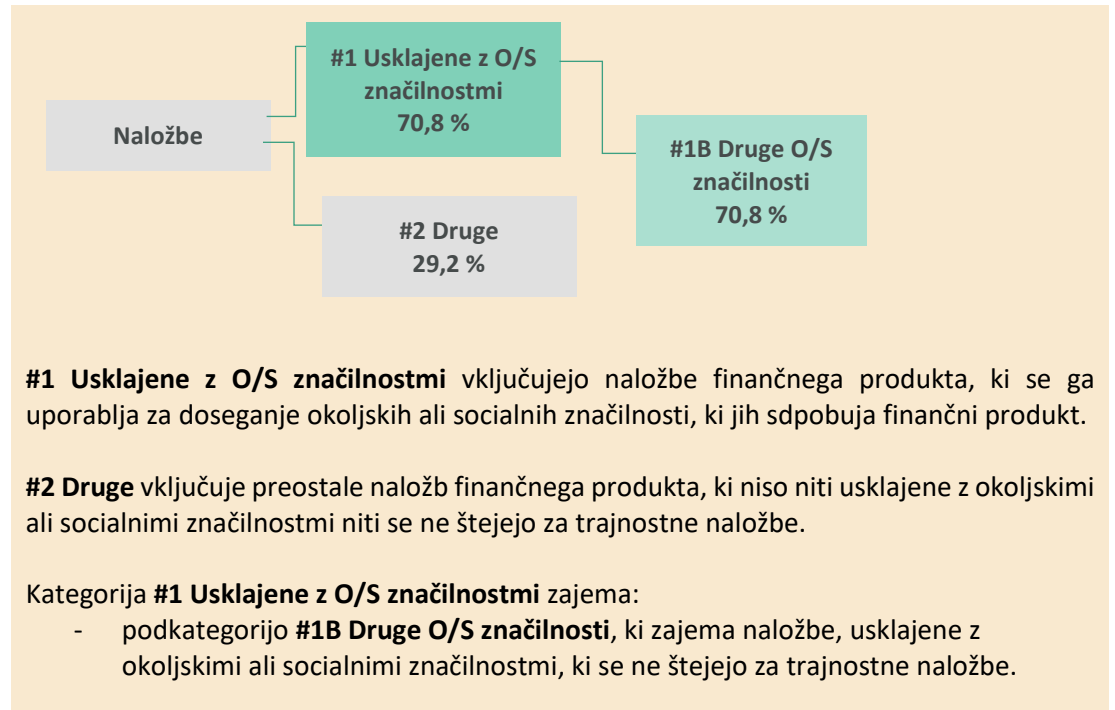 #1 Usklajene z O/S
značilnostmi
70,8 %
Naložbe
#1B Druge O/S
značilnosti
70,8 %
#2 Druge
29,2 %
#1 Usklajene z O/S značilnostmi vključujejo naložbe finančnega produkta, ki se ga
uporablja za doseganje okoljskih ali socialnih značilnosti, ki jih sdpobuja finančni produkt.
#2 Druge vključuje preostale naložb finančnega produkta, ki niso niti usklajene z okoljskimi
ali socialnimi značilnostmi niti se ne štejejo za trajnostne naložbe.
Kategorija #1 Usklajene z O/S značilnostmi zajema:
- podkategorijo #1B Druge O/S značilnosti, ki zajema naložbe, usklajene z
okoljskimi ali socialnimi značilnostmi, ki se ne štejejo za trajnostne naložbe.